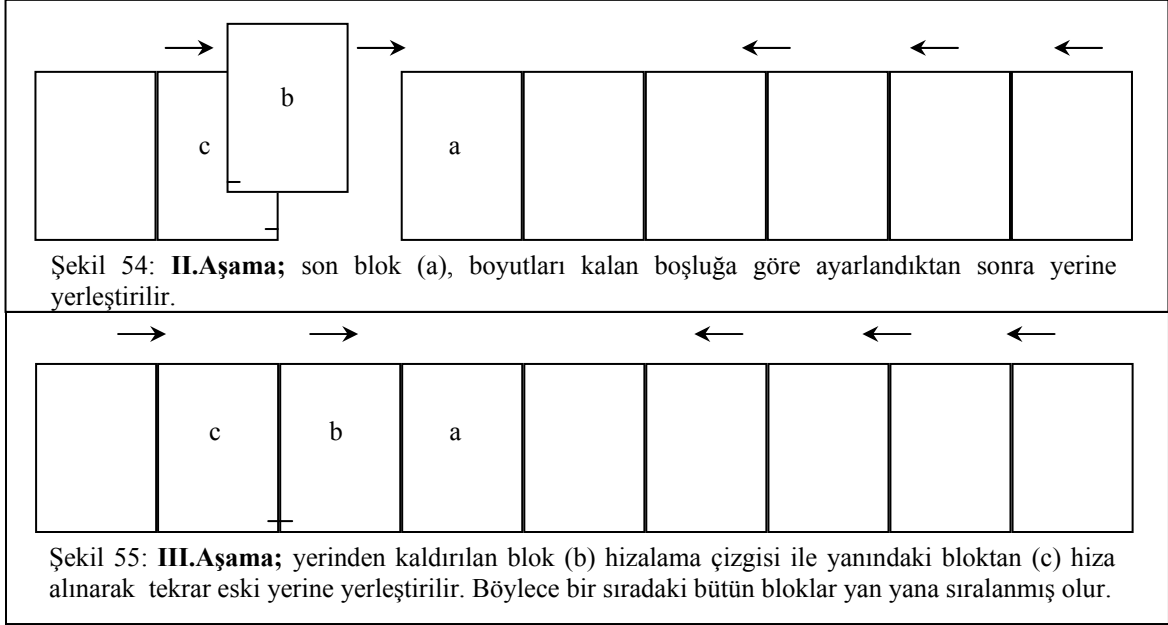 b
c
a
Şekil 54: II.Aşama; son blok (a), boyutları kalan boşluğa göre ayarlandıktan sonra yerine
yerleştirilir.
c b a
Şekil 55: III.Aşama; yerinden kaldırılan blok (b) hizalama çizgisi ile yanındaki bloktan (c) hiza
alınarak tekrar eski yerine yerleştirilir. Böylece bir sıradaki bütün bloklar yan yana sıralanmış olur.